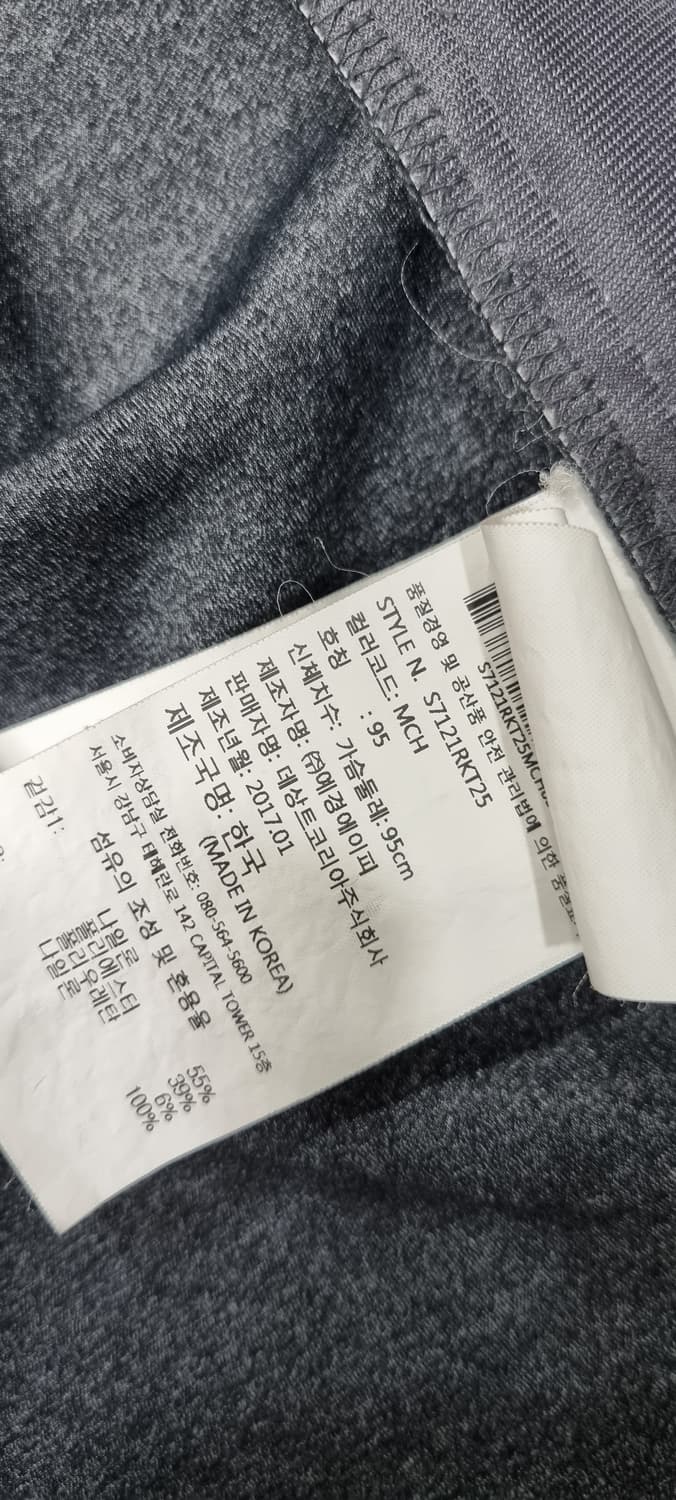 S7121RKT25MCH
품질경영 및 공산품 안전 관리법에 의한 품질표
STYLE N. S7121RKT25
컬러코드: MCH
호칭 : 95
신체치수: 가슴둘레: 95cm
제조자명: ㈜에경에이피
판매자명: 데상트코리아주식회사
제조년월: 2017.01
제조국명: 한국 (MADE IN KOREA)
소비자상담실 전화번호: 080-564-5600
서울시 강남구 테헤란로 142 CAPITAL TOWER 15층
섬유의 조성 및 혼용율
겉감1: 나일론 55%
폴리에스터 39%
폴리우레탄 6%
나일론 100%